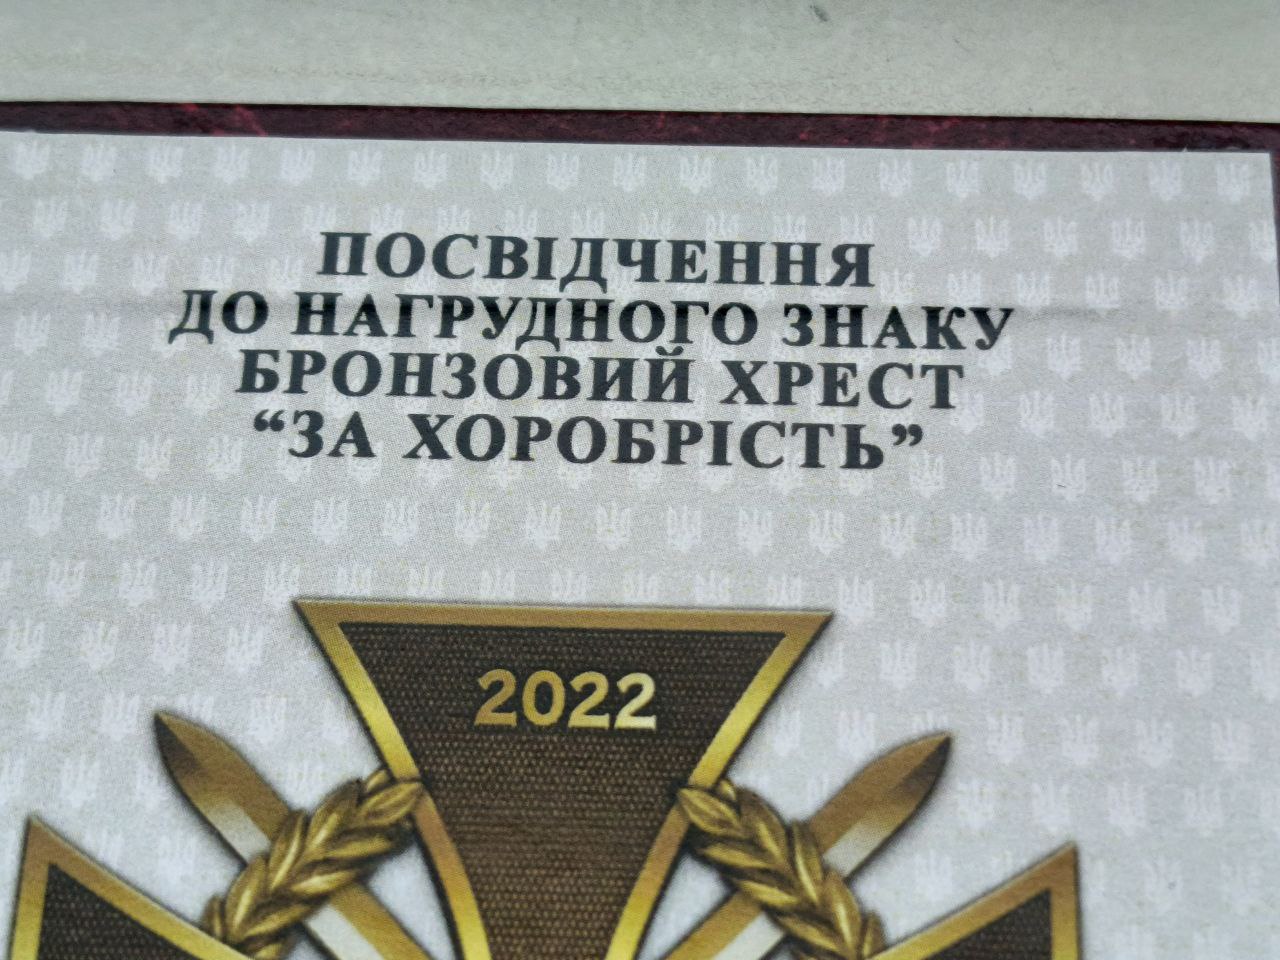 ПОСВІДЧЕННЯ
ДО НАГРУДНОГО ЗНАКУ
БРОНЗОВИЙ ХРЕСТ
“ЗА ХОРОБРІСТЬ”
2022